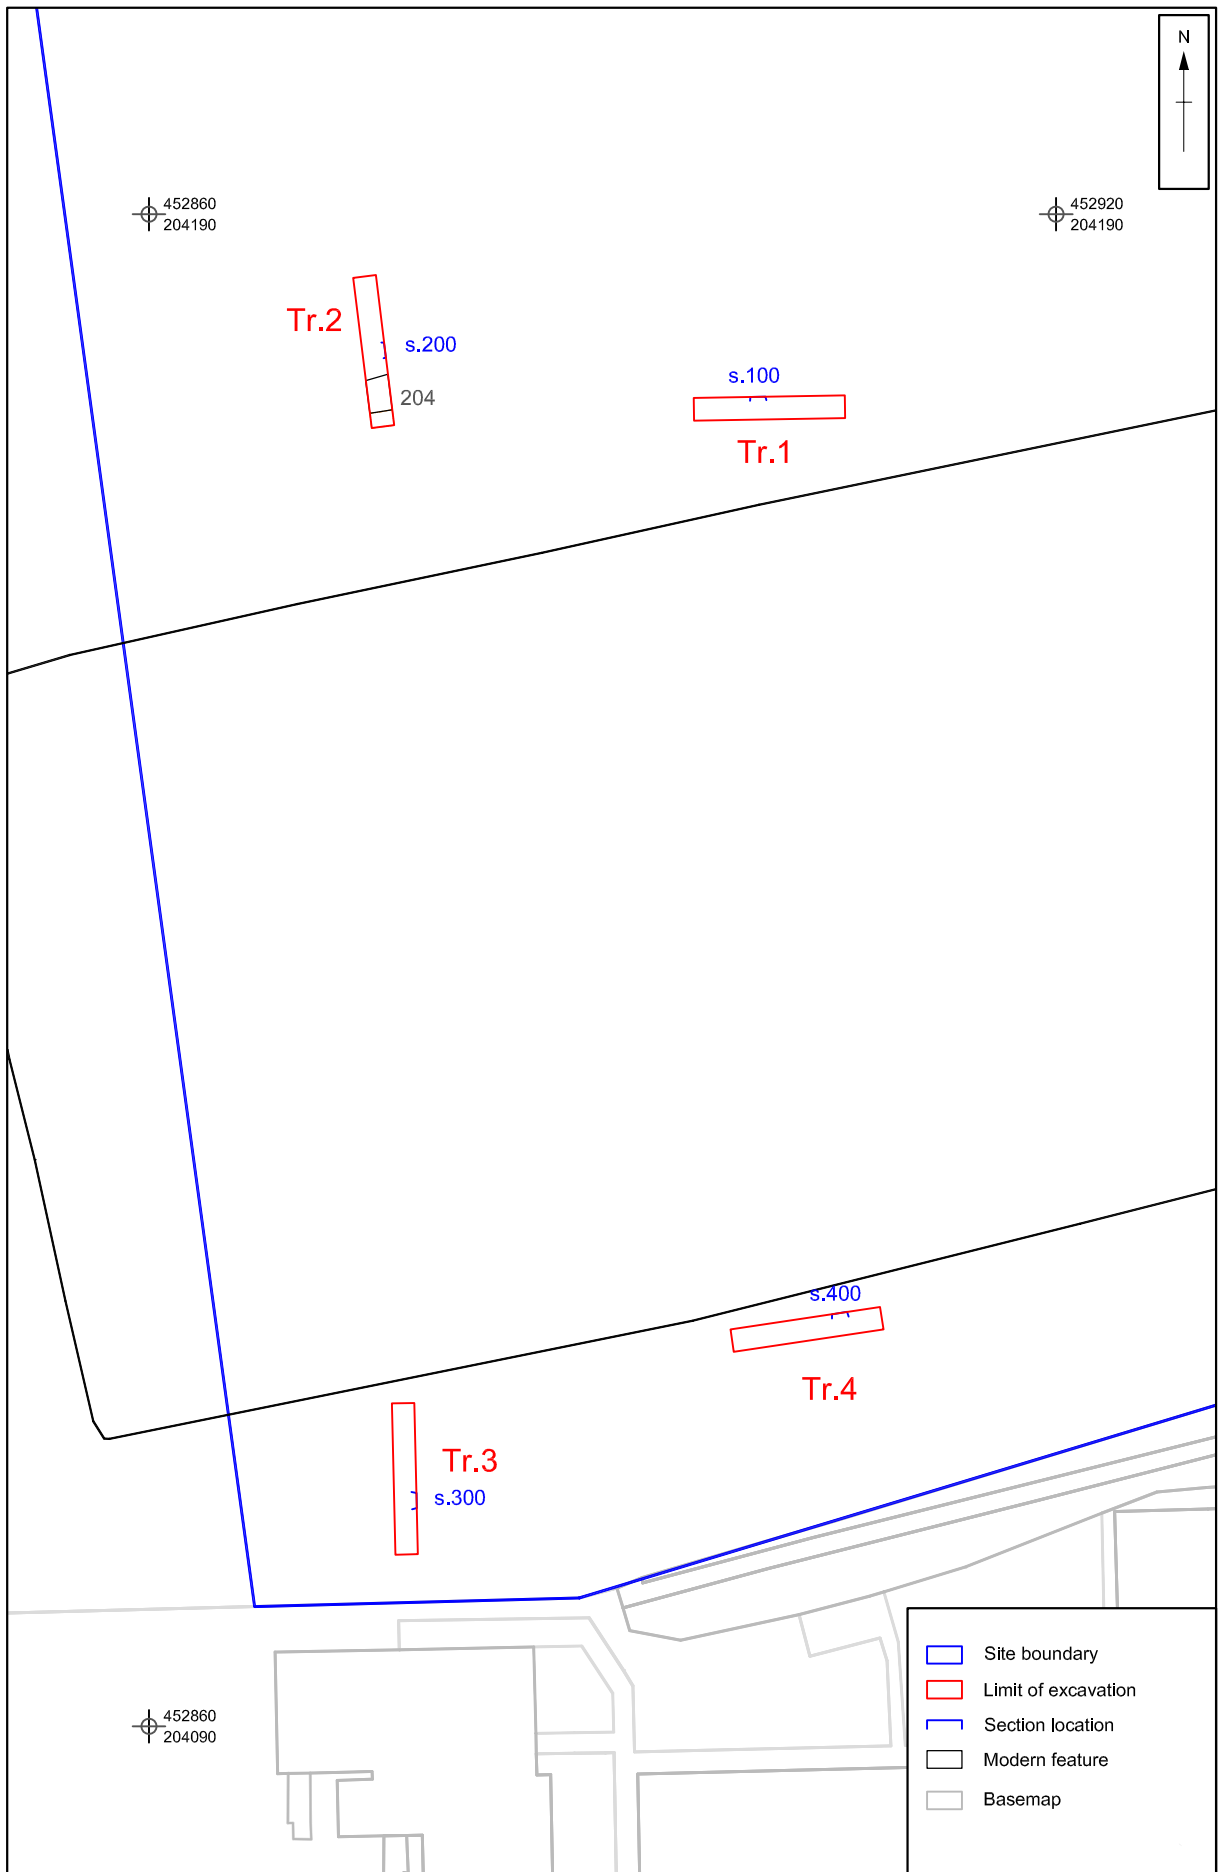 N
452860
204190
452920
204190
Tr.2
s.200
204
s.100
Tr.1
s.400
Tr.4
Tr.3
s.300
452860
204090
Site boundary
Limit of excavation
Section location
Modern feature
Basemap